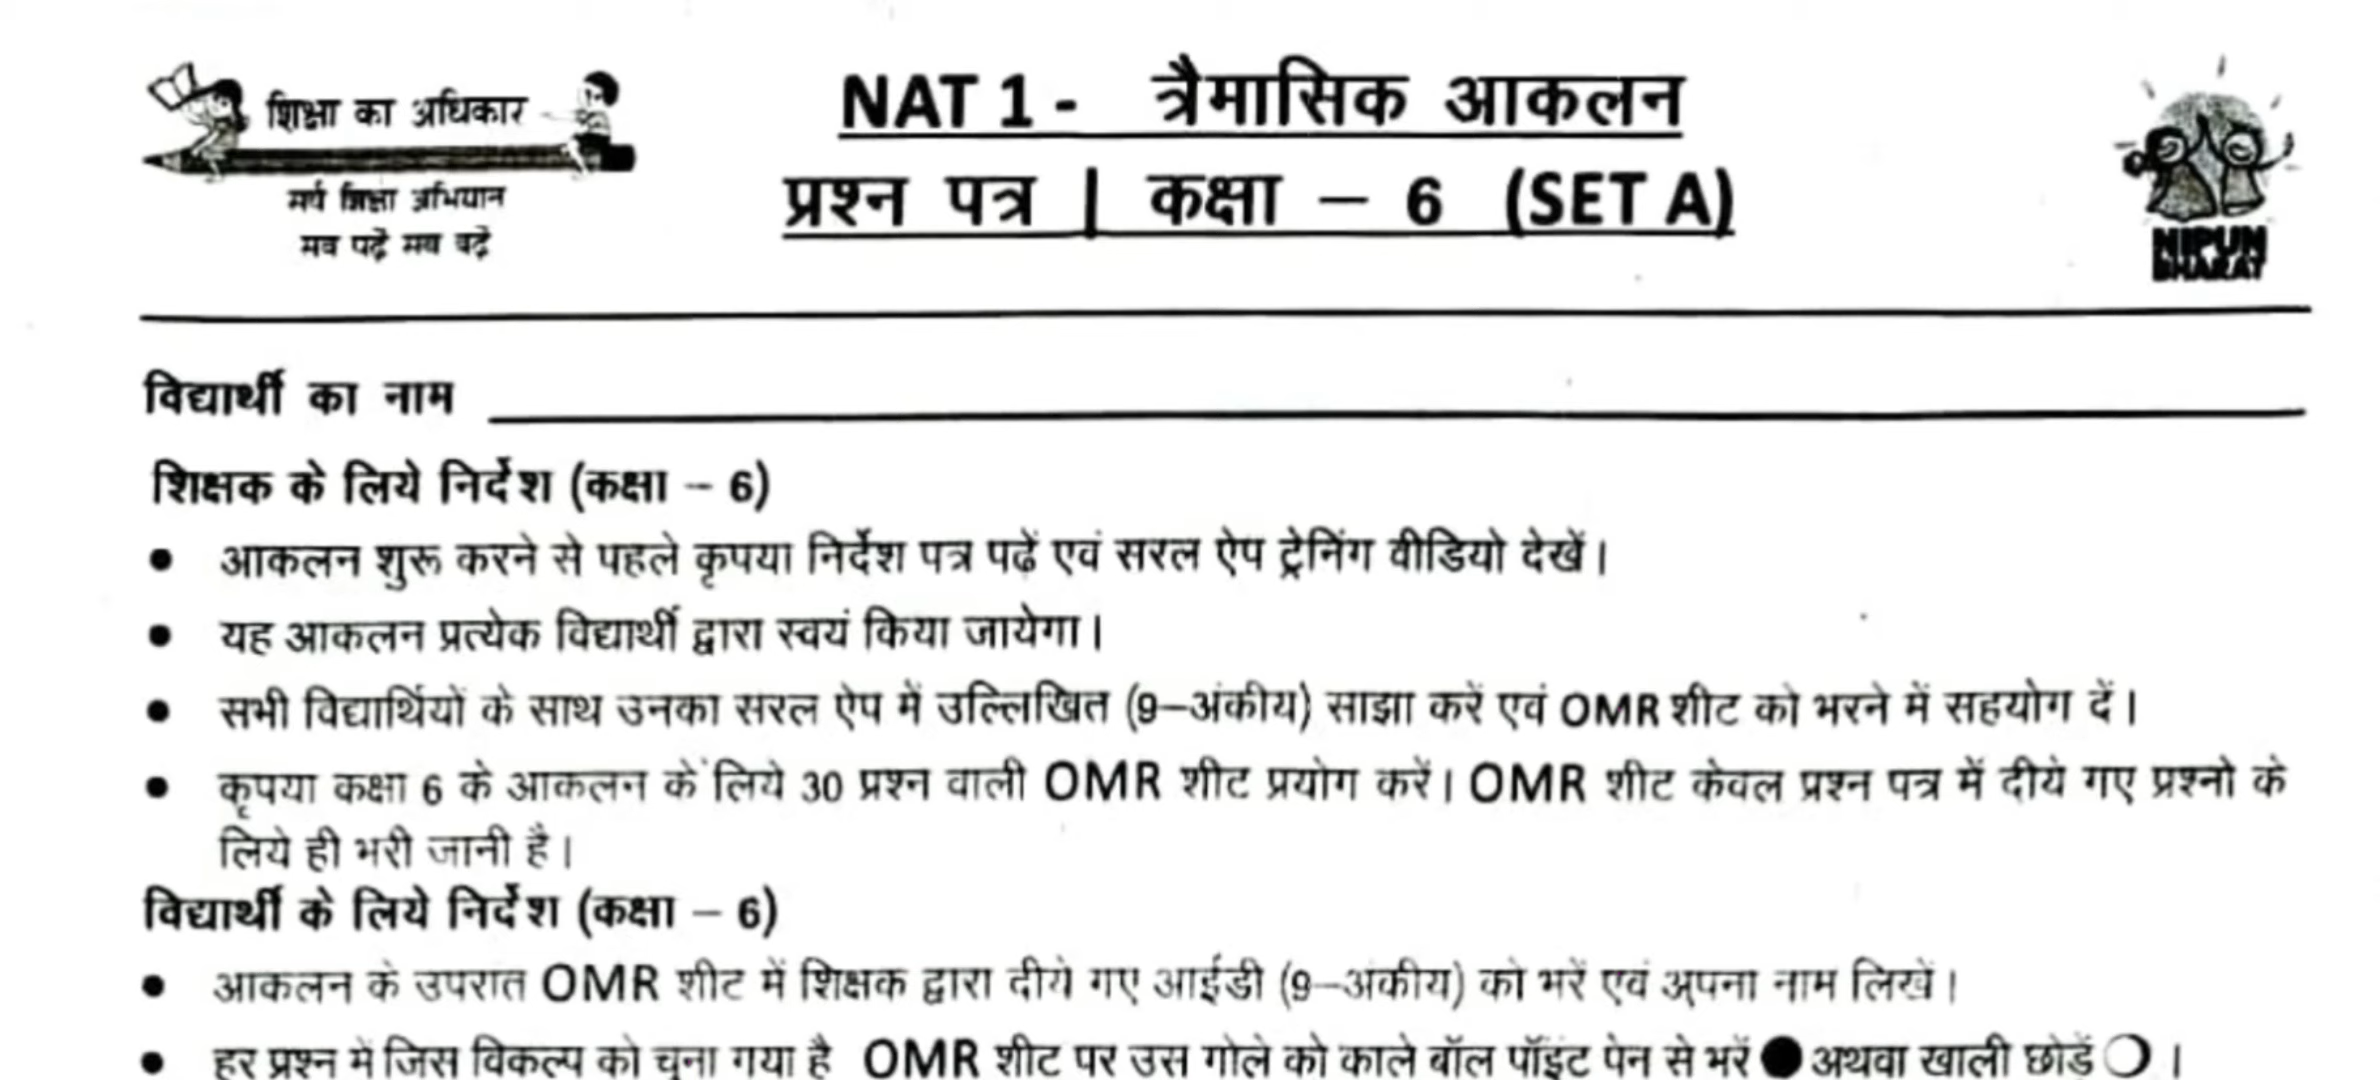 शिक्षा का अधिकार
सर्व शिक्षा अभियान
सब पढ़ें सब बढ़ें
NAT 1 - त्रैमासिक आकलन
प्रश्न पत्र | कक्षा – 6 (SET A)
NIPUN
BHARAT
विद्यार्थी का नाम
शिक्षक के लिये निर्देश (कक्षा – 6)
● आकलन शुरू करने से पहले कृपया निर्देश पत्र पढें एवं सरल ऐप ट्रेनिंग वीडियो देखें।
● यह आकलन प्रत्येक विद्यार्थी द्वारा स्वयं किया जायेगा।
● सभी विद्यार्थियों के साथ उनका सरल ऐप में उल्लिखित (9–अंकीय) साझा करें एवं OMR शीट को भरने में सहयोग दें।
● कृपया कक्षा 6 के आकलन के लिये 30 प्रश्न वाली OMR शीट प्रयोग करें। OMR शीट केवल प्रश्न पत्र में दीये गए प्रश्नो के
लिये ही भरी जानी है।
विद्यार्थी के लिये निर्देश (कक्षा – 6)
● आकलन के उपरांत OMR शीट में शिक्षक द्वारा दीये गए आईडी (9–अंकीय) को भरें एवं अपना नाम लिखें।
● हर प्रश्न में जिस विकल्प को चुना गया है OMR शीट पर उस गोले को काले बॉल पॉइंट पेन से भरें ● अथवा खाली छोड़ें ○ ।